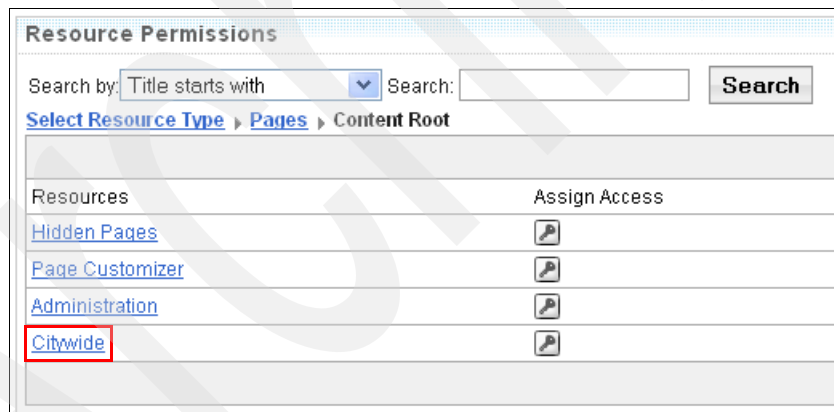 Resource Permissions
Search by: Title starts with Search: Search
Select Resource Type Pages Content Root
Resources Assign Access
Hidden Pages
Page Customizer
Administration
Citywide